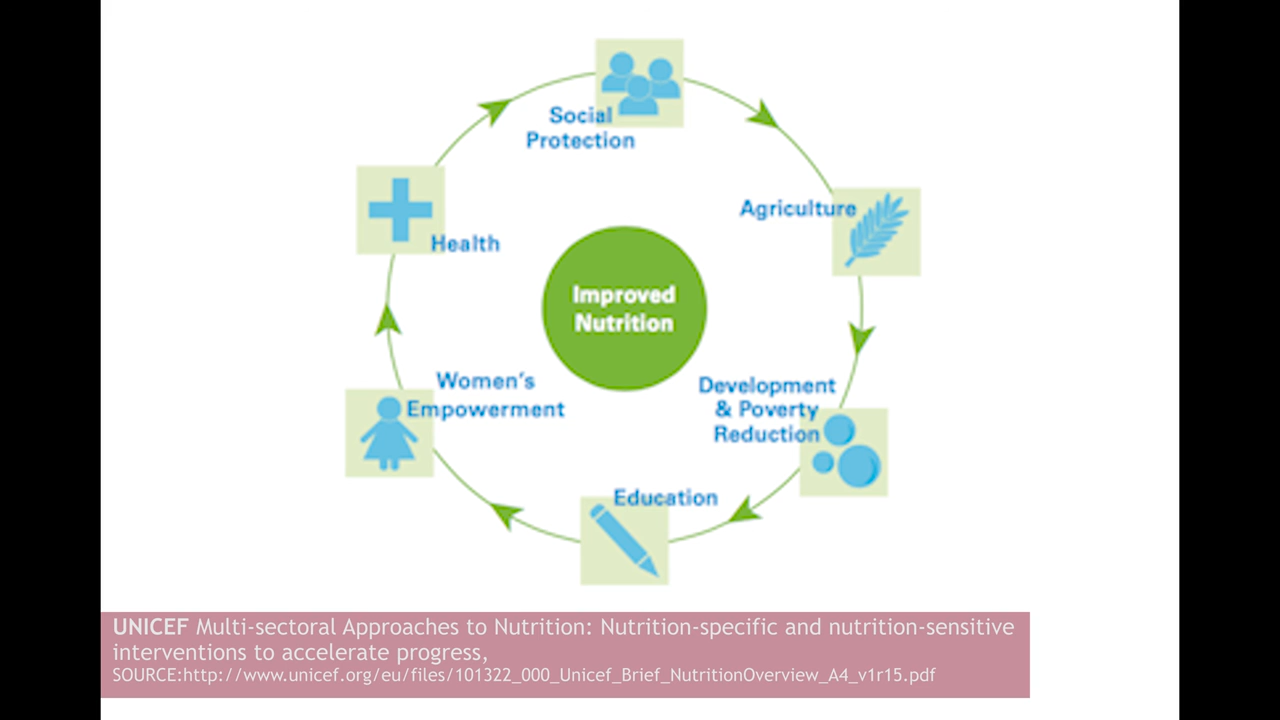 Social
Protection
Agriculture
Health
Improved
Nutrition
Women's
Empowerment
Development
& Poverty
Reduction
Education
UNICEF Multi-sectoral Approaches to Nutrition: Nutrition-specific and nutrition-sensitive
interventions to accelerate progress,
SOURCE:http://www.unicef.org/eu/files/101322_000_Unicef_Brief_NutritionOverview_A4_v1r15.pdf